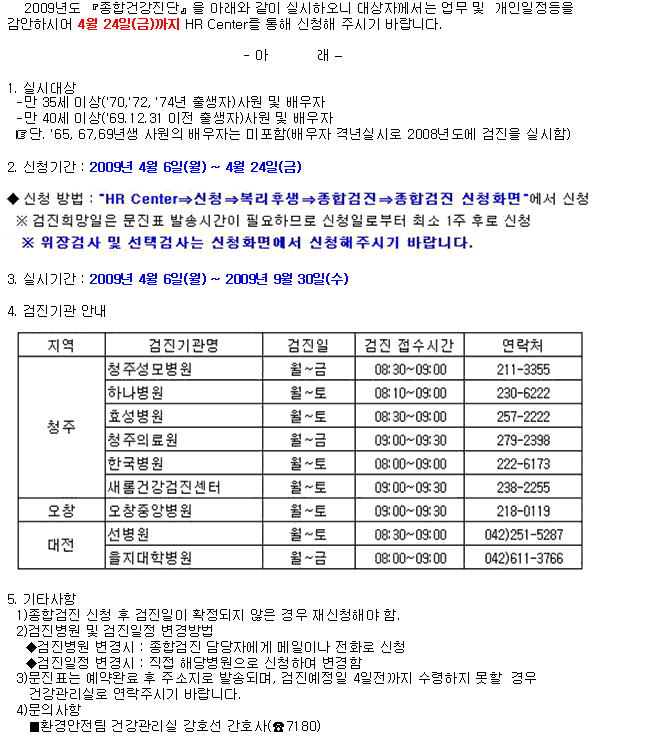 2009년도 『종합건강진단』을 아래와 같이 실시하오니 대상자께서는 업무 및 개인일정등을
감안하시어 4월 24일(금)까지 HR Center를 통해 신청해 주시기 바랍니다.
- 아 래 –
1. 실시대상
-만 35세 이상('70,'72, '74년 출생자)사원 및 배우자
-만 40세 이상('69.12.31 이전 출생자)사원 및 배우자
☞단. '65, 67,69년생 사원의 배우자는 미포함(배우자 격년실시로 2008년도에 검진을 실시함)
2. 신청기간 : 2009년 4월 6일(월) ~ 4월 24일(금)
◆ 신청 방법 : "HR Center⇒신청⇒복리후생⇒종합검진⇒종합검진 신청화면"에서 신청
※ 검진희망일은 문진표 발송시간이 필요하므로 신청일로부터 최소 1주 후로 신청
※ 위장검사 및 선택검사는 신청화면에서 신청해주시기 바랍니다.
3. 실시기간 : 2009년 4월 6일(월) ~ 2009년 9월 30일(수)
4. 검진기관 안내
지역 검진기관명 검진일 검진 접수시간 연락처
청주 청주성모병원 월~금 08:30~09:00 211-3355
하나병원 월~토 08:10~09:00 230-6222
효성병원 월~토 08:30~09:00 257-2222
청주의료원 월~금 09:00~09:30 279-2398
한국병원 월~토 08:00~09:00 222-6173
새롬건강검진센터 월~토 09:00~09:30 238-2255
오창 오창중앙병원 월~토 09:00~09:30 218-0119
대전 선병원 월~토 08:30~09:00 042)251-5287
을지대학병원 월~금 08:00~09:00 042)611-3766
5. 기타사항
1)종합검진 신청 후 검진일이 확정되지 않은 경우 재신청해야 함.
2)검진병원 및 검진일정 변경방법
◆검진병원 변경시 : 종합검진 담당자에게 메일이나 전화로 신청
◆검진일정 변경시 : 직접 해당병원으로 신청하며 변경함
3)문진표는 예약완료 후 주소지로 발송되며, 검진예정일 4일전까지 수령하지 못할 경우
건강관리실로 연락주시기 바랍니다.
4)문의사항
■환경안전팀 건강관리실 강호선 간호사(☎7180)